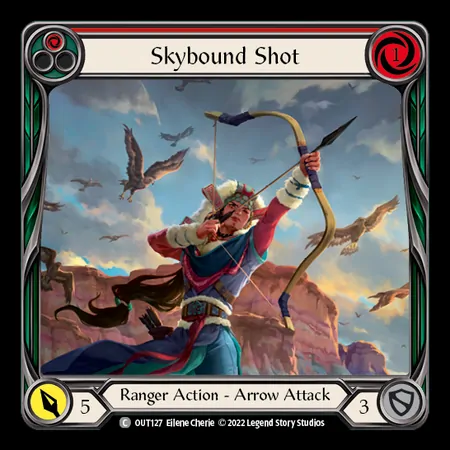 Skybound Shot
1
Ranger Action - Arrow Attack
5
3
C OUT127 Eilene Cherie © 2022 Legend Story Studios